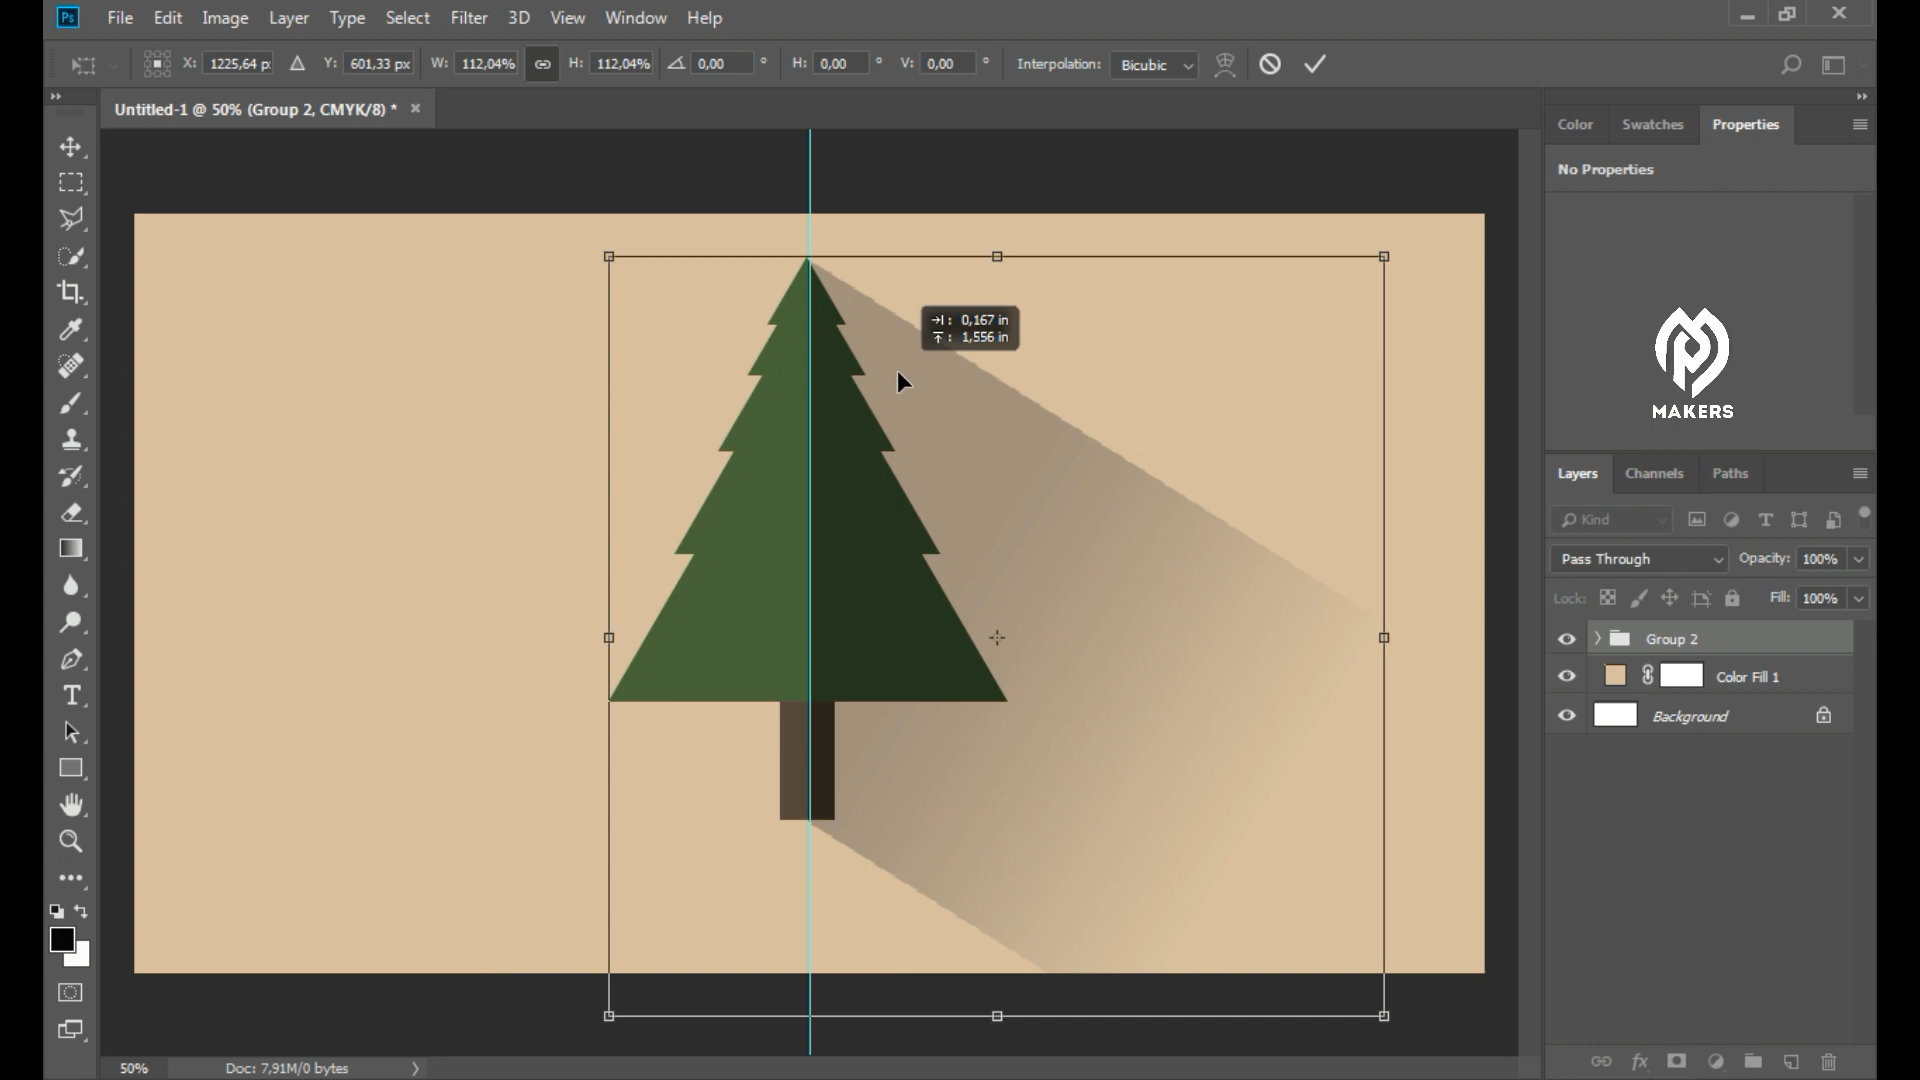 Ps File Edit Image Layer Type Select Filter 3D View Window Help
X: 1225,64 p Y: 601,33 px W: 112,04% H: 112,04% 0,00 ° H: 0,00 ° V: 0,00 ° Interpolation: Bicubic
Untitled-1 @ 50% (Group 2, CMYK/8) *
Color Swatches Properties
No Properties
: 0,167 in
: 1,556 in
MAKERS
Layers Channels Paths
Kind
Pass Through Opacity: 100%
Lock: Fill: 100%
Group 2
Color Fill 1
Background
50% Doc: 7,91M/0 bytes